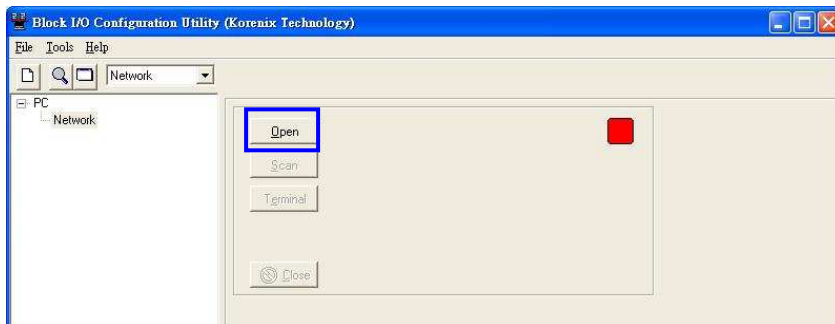 Block I/O Configuration Utility (Korenix Technology)
File Tools Help
Network
PC
Network
Open
Scan
Terminal
Close